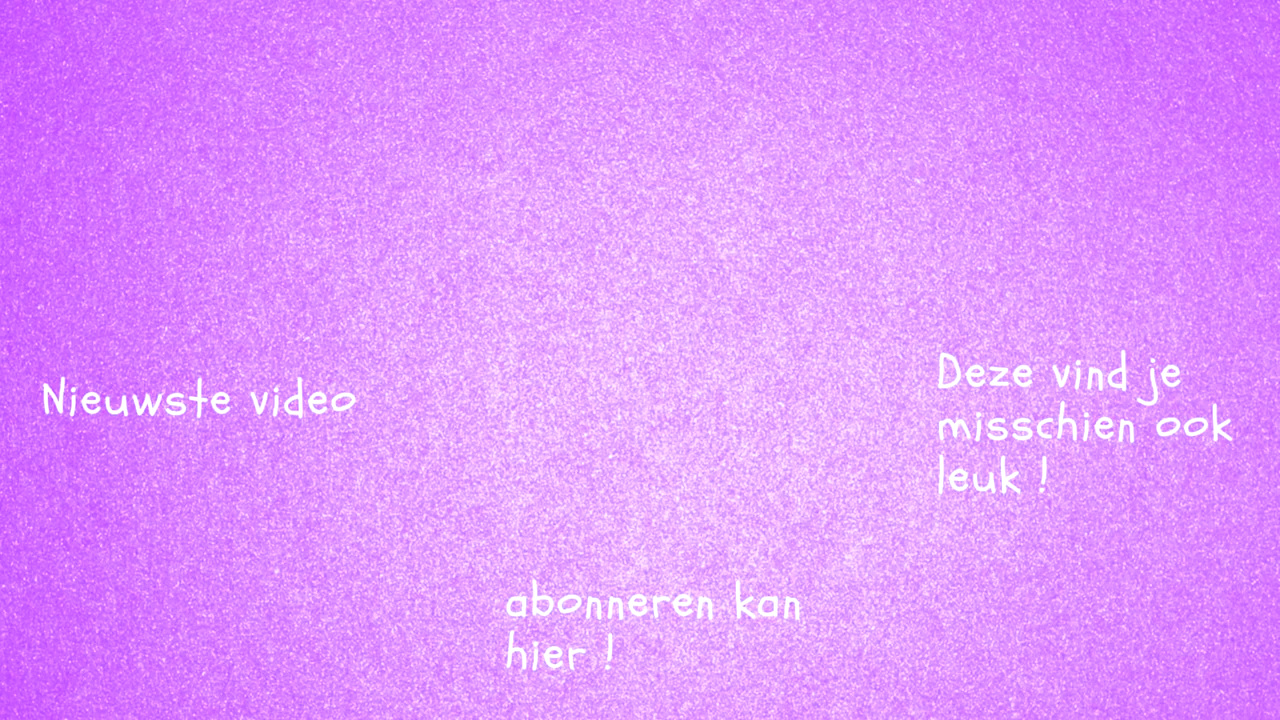 Nieuwste video
Deze vind je
misschien ook
leuk !
abonneren kan
hier !